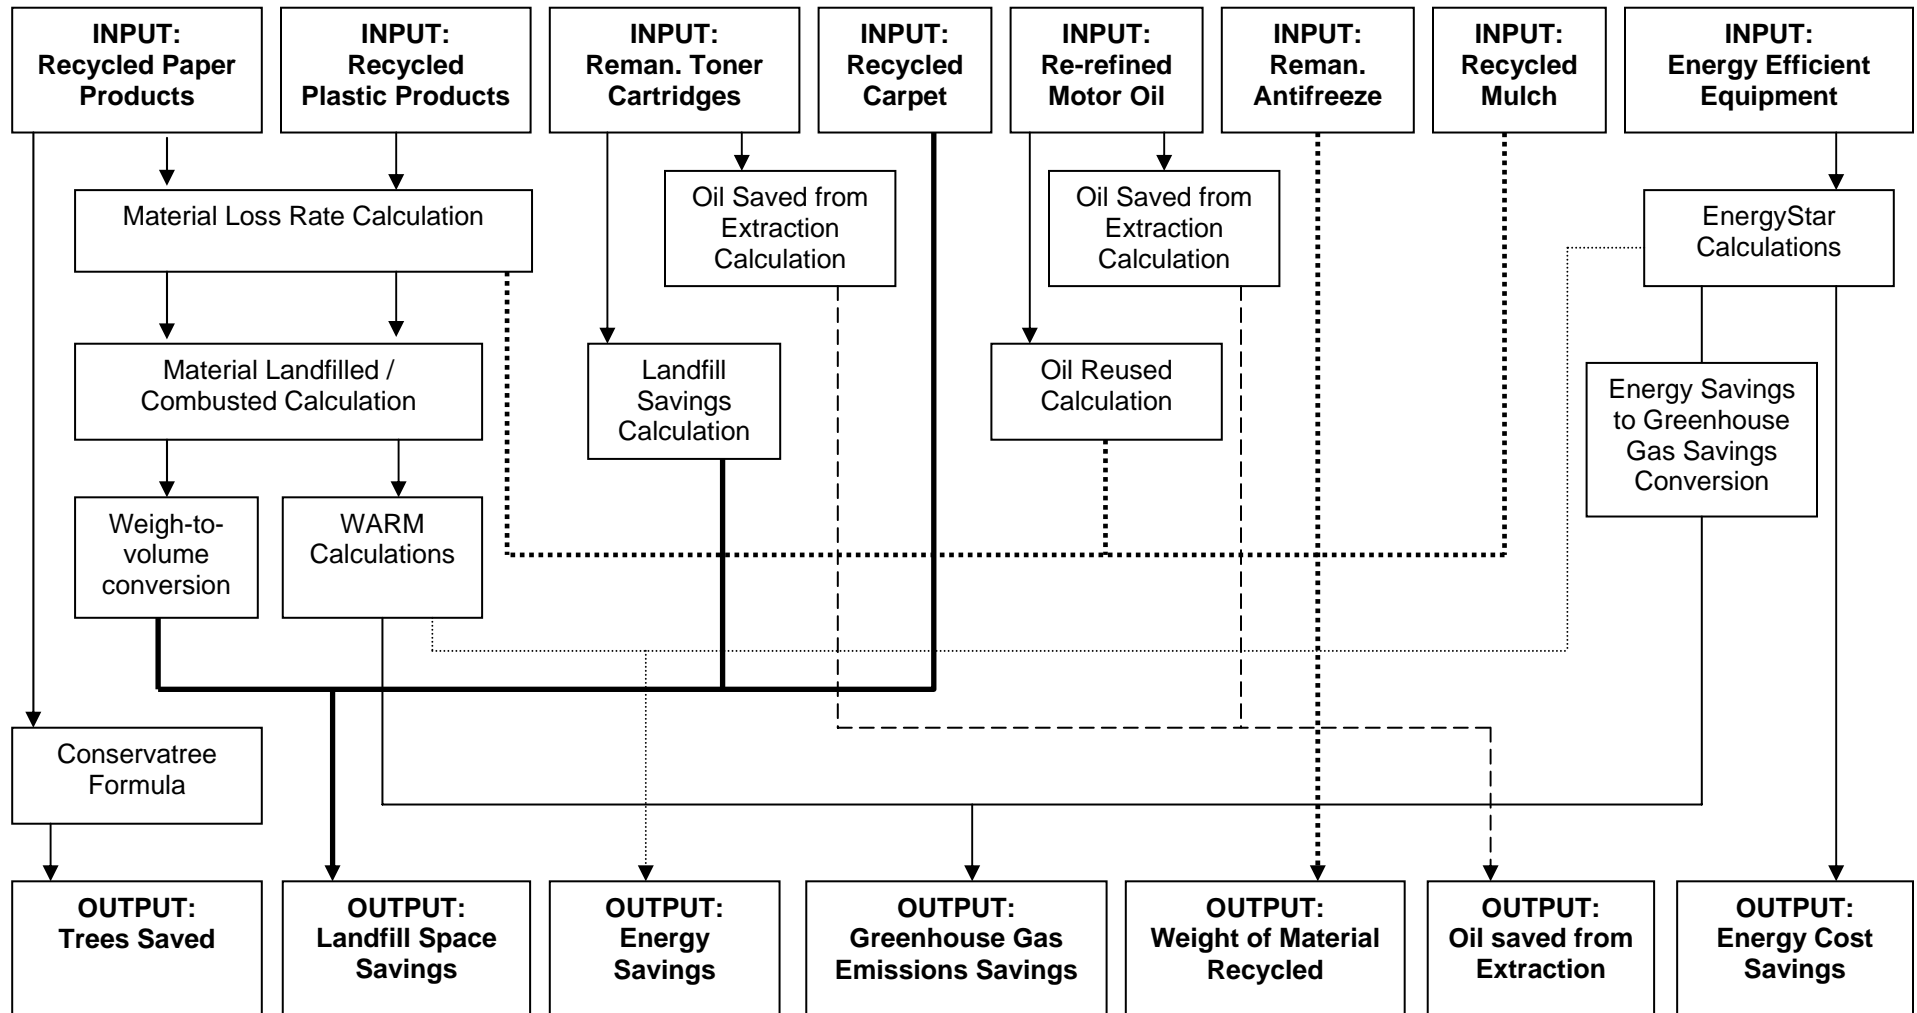 INPUT:
Recycled Paper
Products
INPUT:
Recycled
Plastic Products
INPUT:
Reman. Toner
Cartridges
INPUT:
Recycled
Carpet
INPUT:
Re-refined
Motor Oil
INPUT:
Reman.
Antifreeze
INPUT:
Recycled
Mulch
INPUT:
Energy Efficient
Equipment
Material Loss Rate Calculation
Oil Saved from
Extraction
Calculation
Oil Saved from
Extraction
Calculation
EnergyStar
Calculations
Material Landfilled /
Combusted Calculation
Landfill
Savings
Calculation
Oil Reused
Calculation
Energy Savings
to Greenhouse
Gas Savings
Conversion
Weigh-to-
volume
conversion
WARM
Calculations
Conservatree
Formula
OUTPUT:
Trees Saved
OUTPUT:
Landfill Space
Savings
OUTPUT:
Energy
Savings
OUTPUT:
Greenhouse Gas
Emissions Savings
OUTPUT:
Weight of Material
Recycled
OUTPUT:
Oil saved from
Extraction
OUTPUT:
Energy Cost
Savings